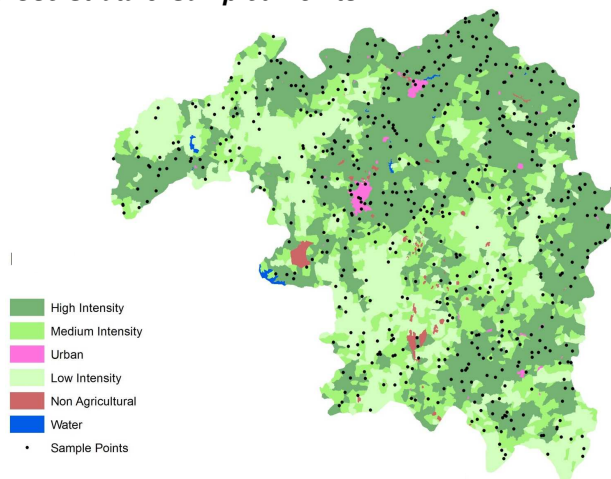 High Intensity
Medium Intensity
Urban
Low Intensity
Non Agricultural
Water
Sample Points